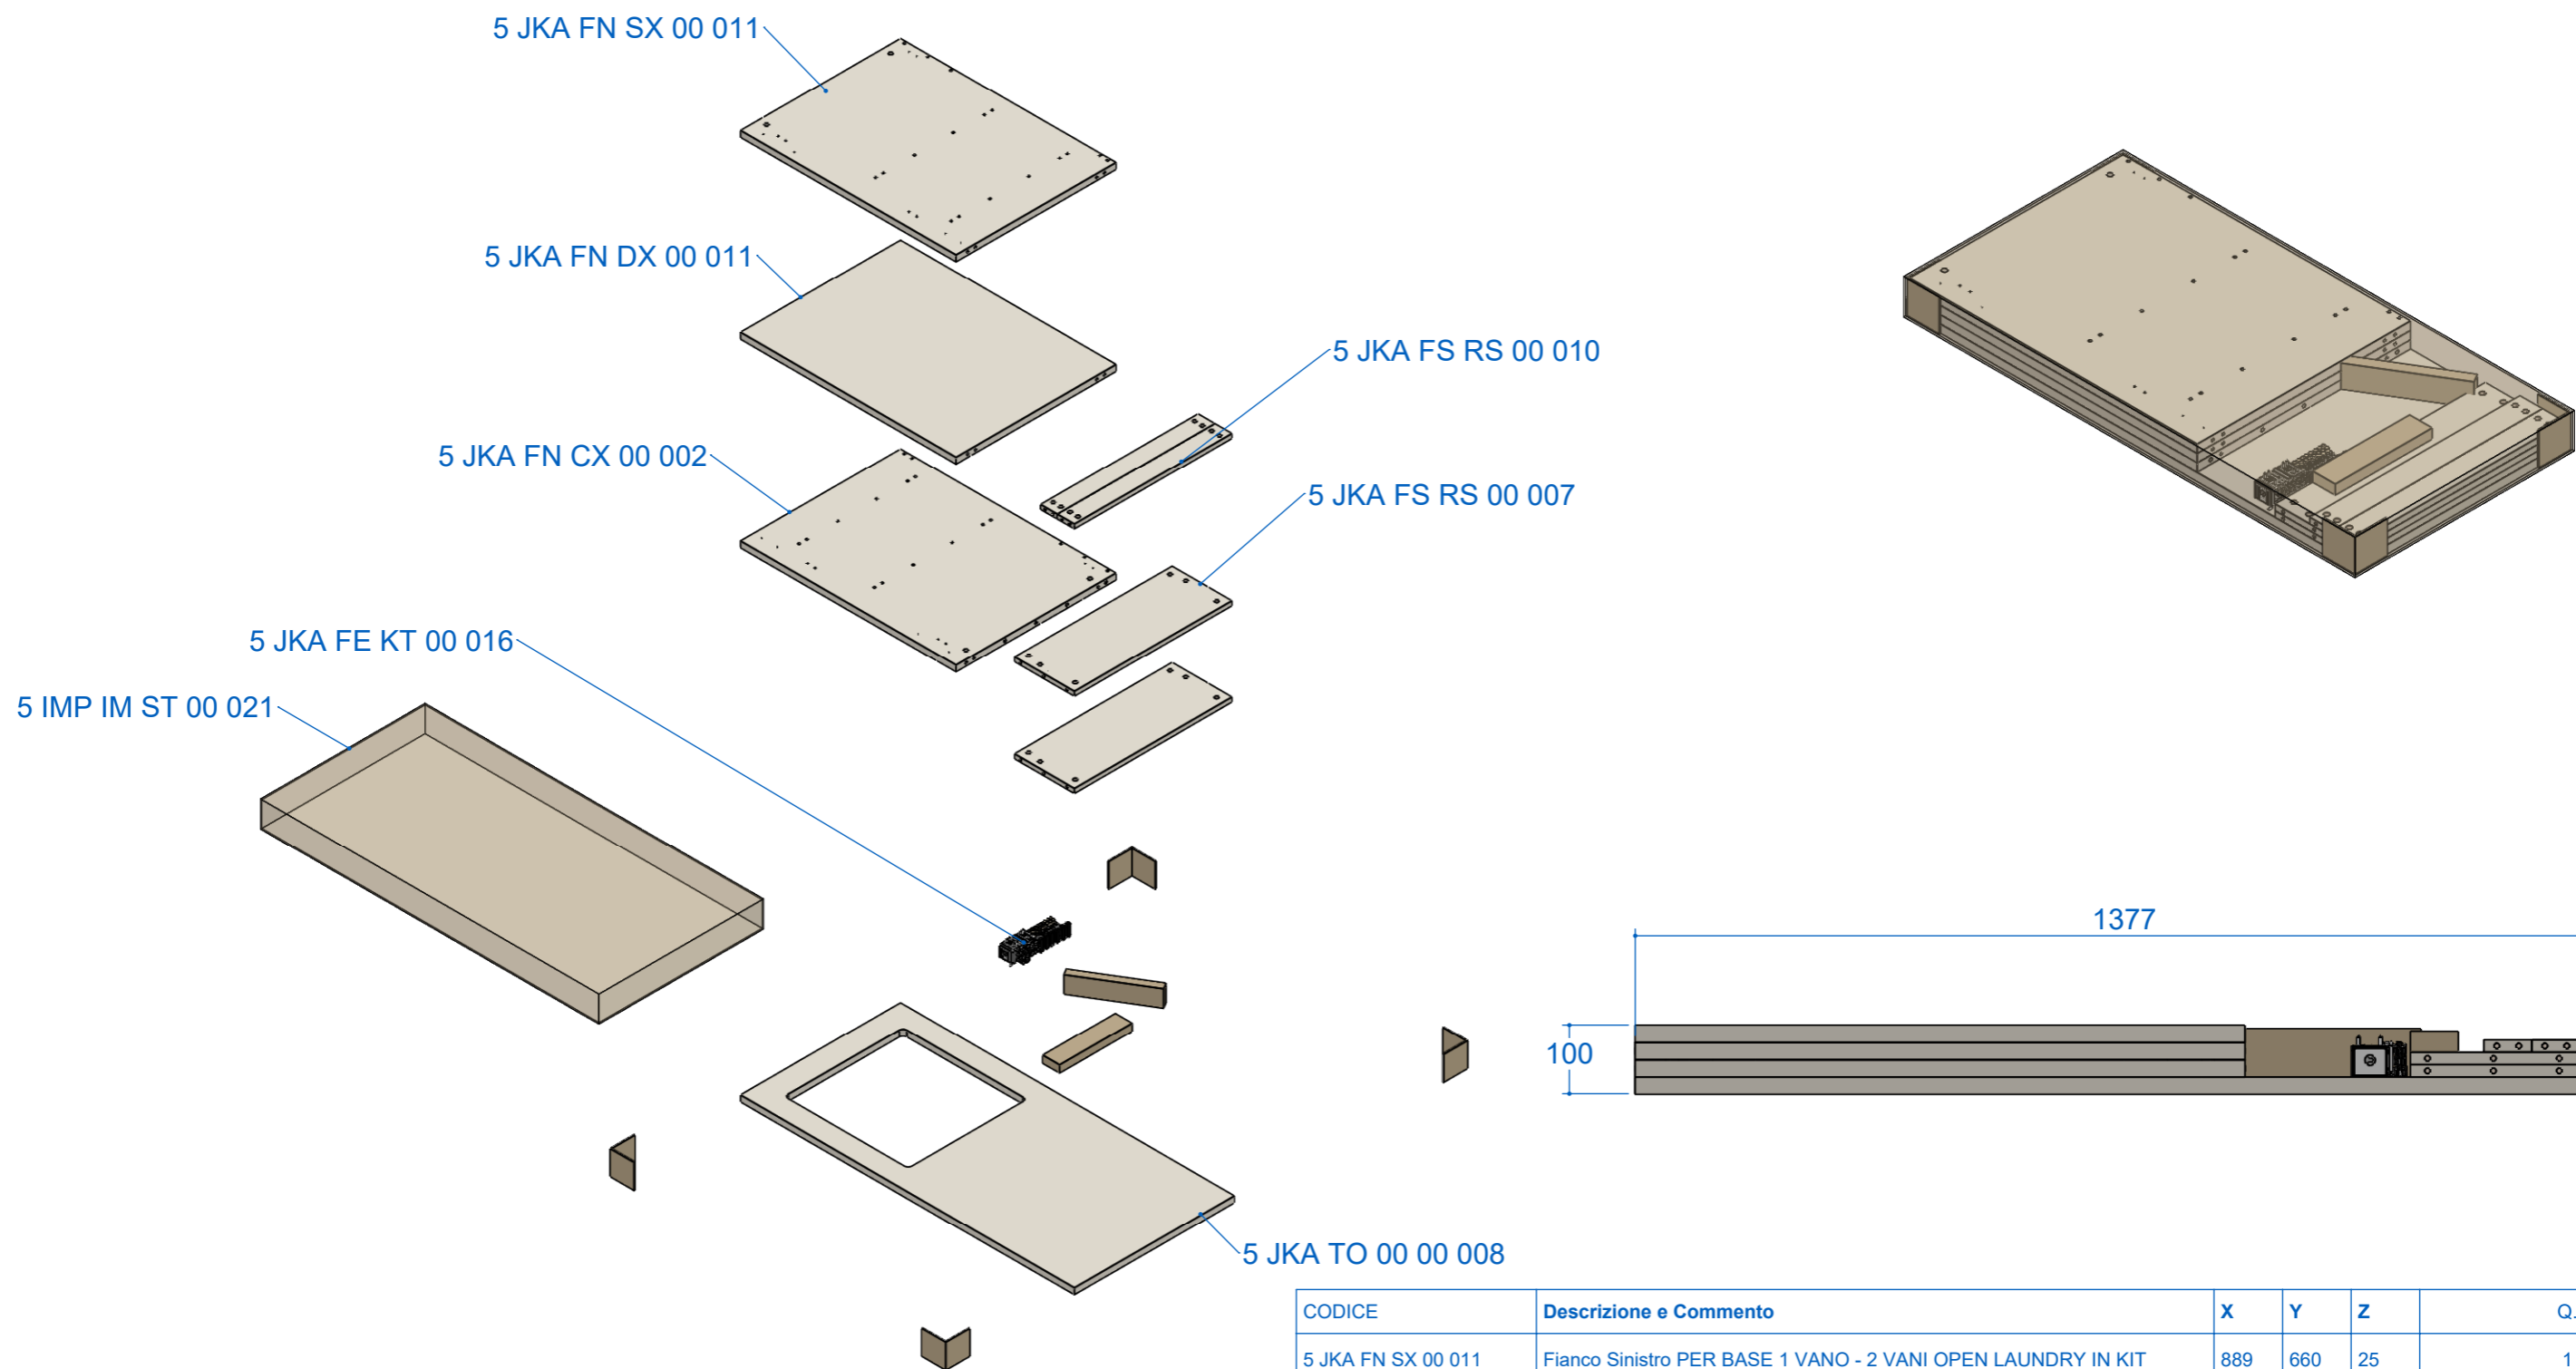 5 JKA FN SX 00 011
5 JKA FN DX 00 011
5 JKA FS RS 00 010
5 JKA FN CX 00 002
5 JKA FS RS 00 007
5 JKA FE KT 00 016
5 IMP IM ST 00 021
1377
100
5 JKA TO 00 00 008
CODICE Descrizione e Commento X Y Z Q.
5 JKA FN SX 00 011 Fianco Sinistro PER BASE 1 VANO - 2 VANI OPEN LAUNDRY IN KIT 889 660 25 1